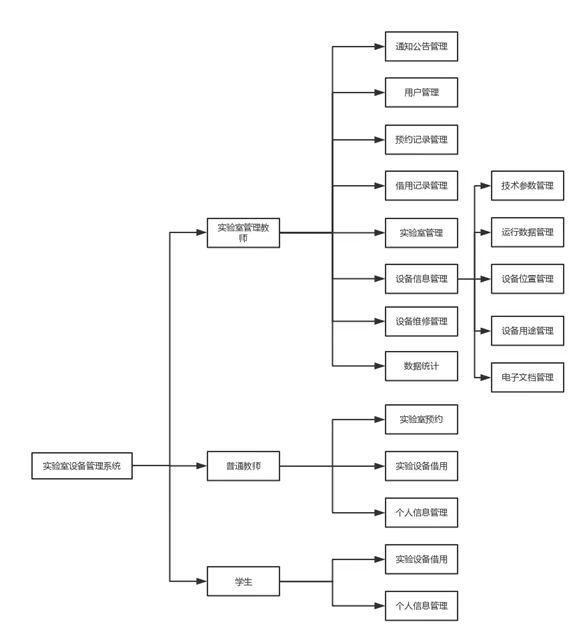 通知公告管理
用户管理
预约记录管理
借用记录管理
技术参数管理
实验室管理教
师
实验室管理
运行数据管理
设备信息管理
设备位置管理
设备维修管理
设备用途管理
数据统计
电子文档管理
实验室预约
实验室设备管理系统
普通教师
实验设备借用
个人信息管理
学生
实验设备借用
个人信息管理